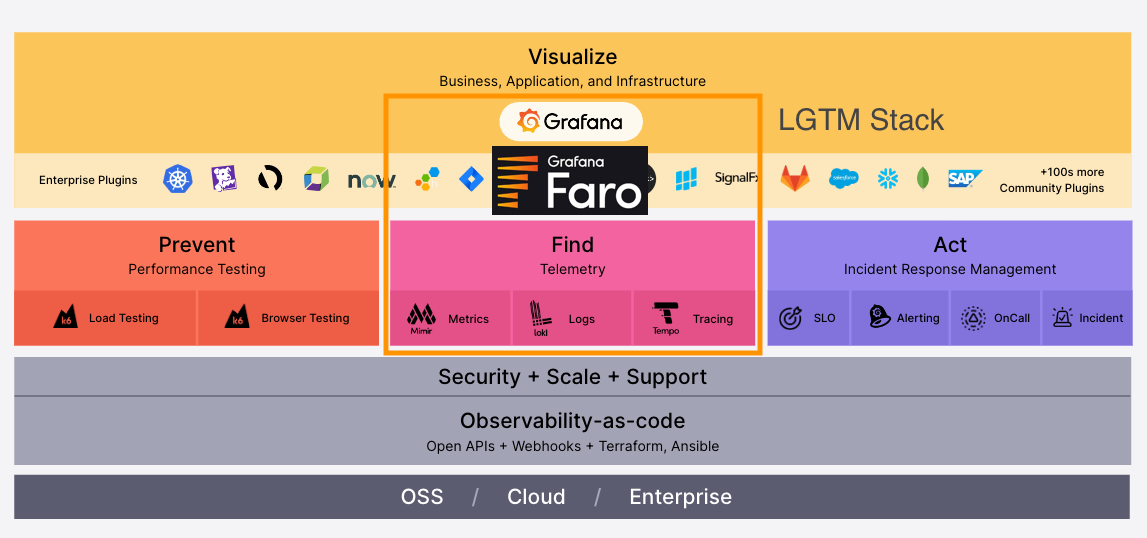 Visualize
Business, Application, and Infrastructure
Grafana
LGTM Stack
Enterprise Plugins
now.
Grafana
Faro
SignalFx
salesforce
SAP
+100s more
Community Plugins
Prevent
Performance Testing
Find
Telemetry
Act
Incident Response Management
k6
Load Testing
k6
Browser Testing
Mimir
Metrics
loki
Logs
Tempo
Tracing
SLO
Alerting
OnCall
Incident
Security + Scale + Support
Observability-as-code
Open APIs + Webhooks + Terraform, Ansible
OSS / Cloud / Enterprise